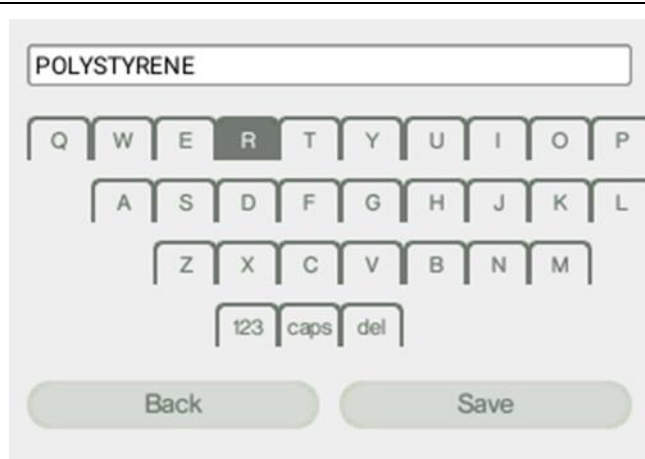 POLYSTYRENE
Q W E R T Y U I O P
A S D F G H J K L
Z X C V B N M
123 caps del
Back Save